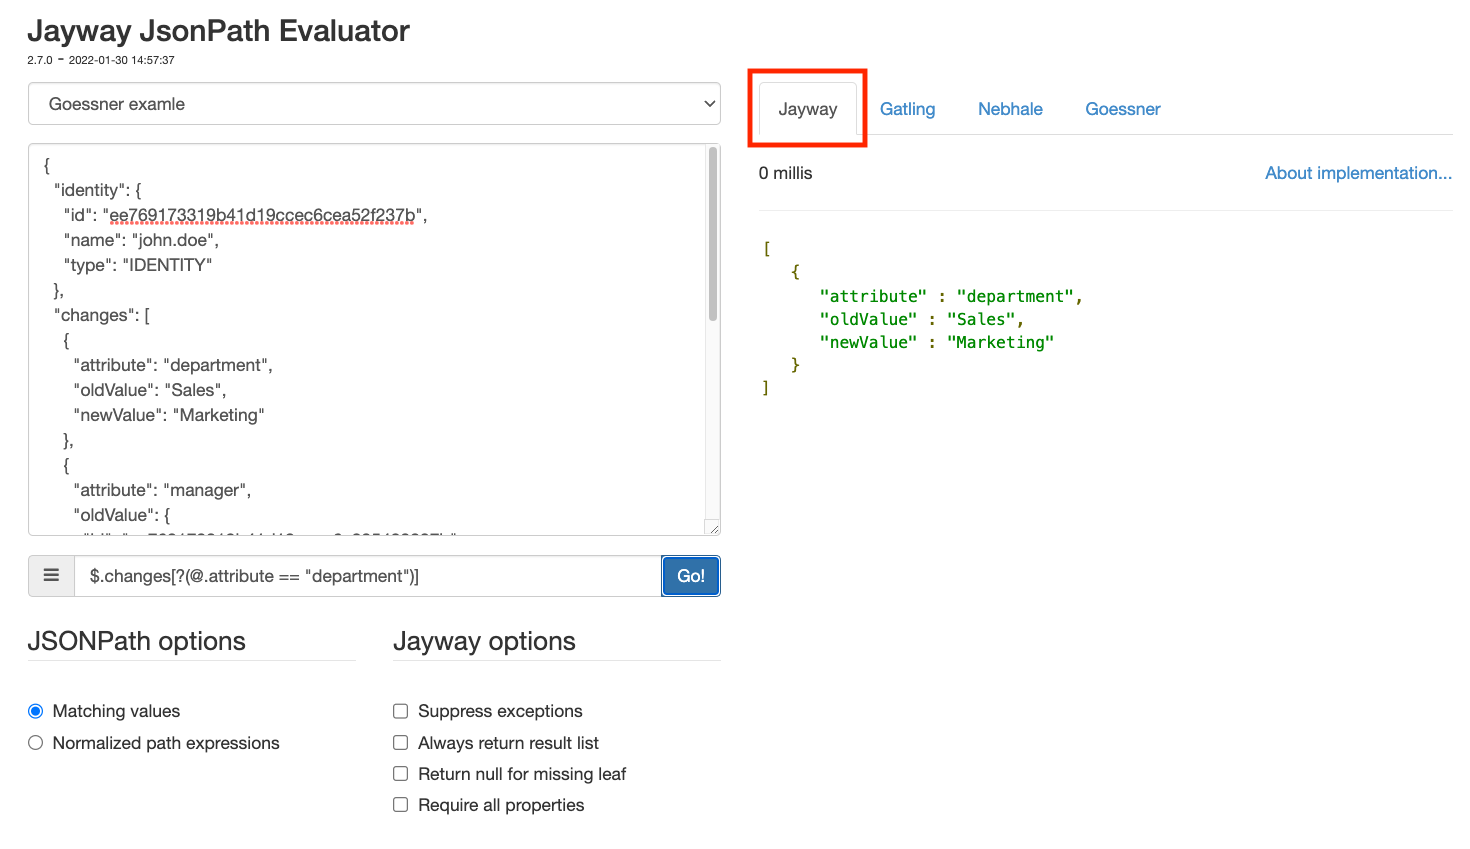 Jayway JsonPath Evaluator
2.7.0 - 2022-01-30 14:57:37
Goessner examle
{
"identity": {
"id": "ee769173319b41d19ccec6cea52f237b",
"name": "john.doe",
"type": "IDENTITY"
},
"changes": [
{
"attribute": "department",
"oldValue": "Sales",
"newValue": "Marketing"
},
{
"attribute": "manager",
"oldValue": {
$.changes[?(@.attribute == "department")]
Go!
JSONPath options
Matching values
Normalized path expressions
Jayway options
Suppress exceptions
Always return result list
Return null for missing leaf
Require all properties
Jayway Gatling Nebhale Goessner
0 millis About implementation...
[
{
"attribute" : "department",
"oldValue" : "Sales",
"newValue" : "Marketing"
}
]